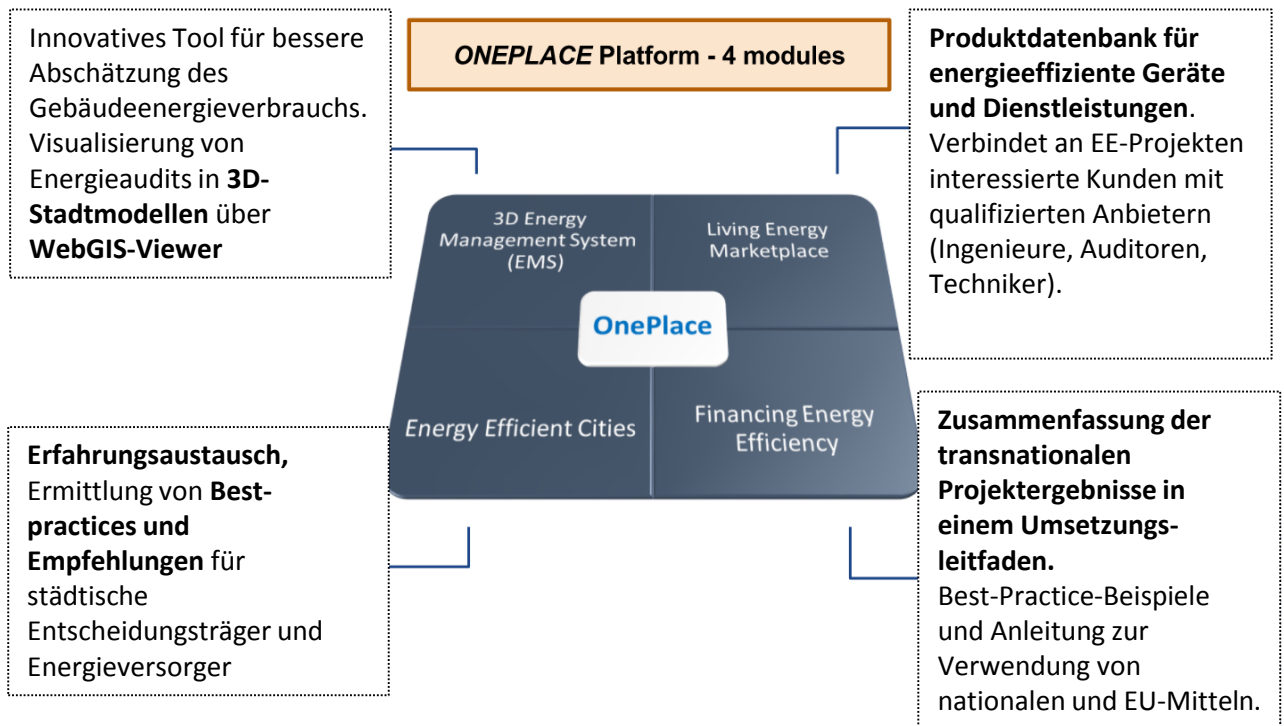 Innovatives Tool für bessere
Abschätzung des
Gebäudeenergieverbrauchs.
Visualisierung von
Energieaudits in 3D-
Stadtmodellen über
WebGIS-Viewer
ONEPLACE Platform - 4 modules
Produktdatenbank für
energieeffiziente Geräte
und Dienstleistungen.
Verbindet an EE-Projekten
interessierte Kunden mit
qualifizierten Anbietern
(Ingenieure, Auditoren,
Techniker).
3D Energy
Management System
(EMS)
Living Energy
Marketplace
OnePlace
Energy Efficient Cities
Financing Energy
Efficiency
Erfahrungsaustausch,
Ermittlung von Best-
practices und
Empfehlungen für
städtische
Entscheidungsträger und
Energieversorger
Zusammenfassung der
transnationalen
Projektergebnisse in
einem Umsetzungs-
leitfaden.
Best-Practice-Beispiele
und Anleitung zur
Verwendung von
nationalen und EU-Mitteln.